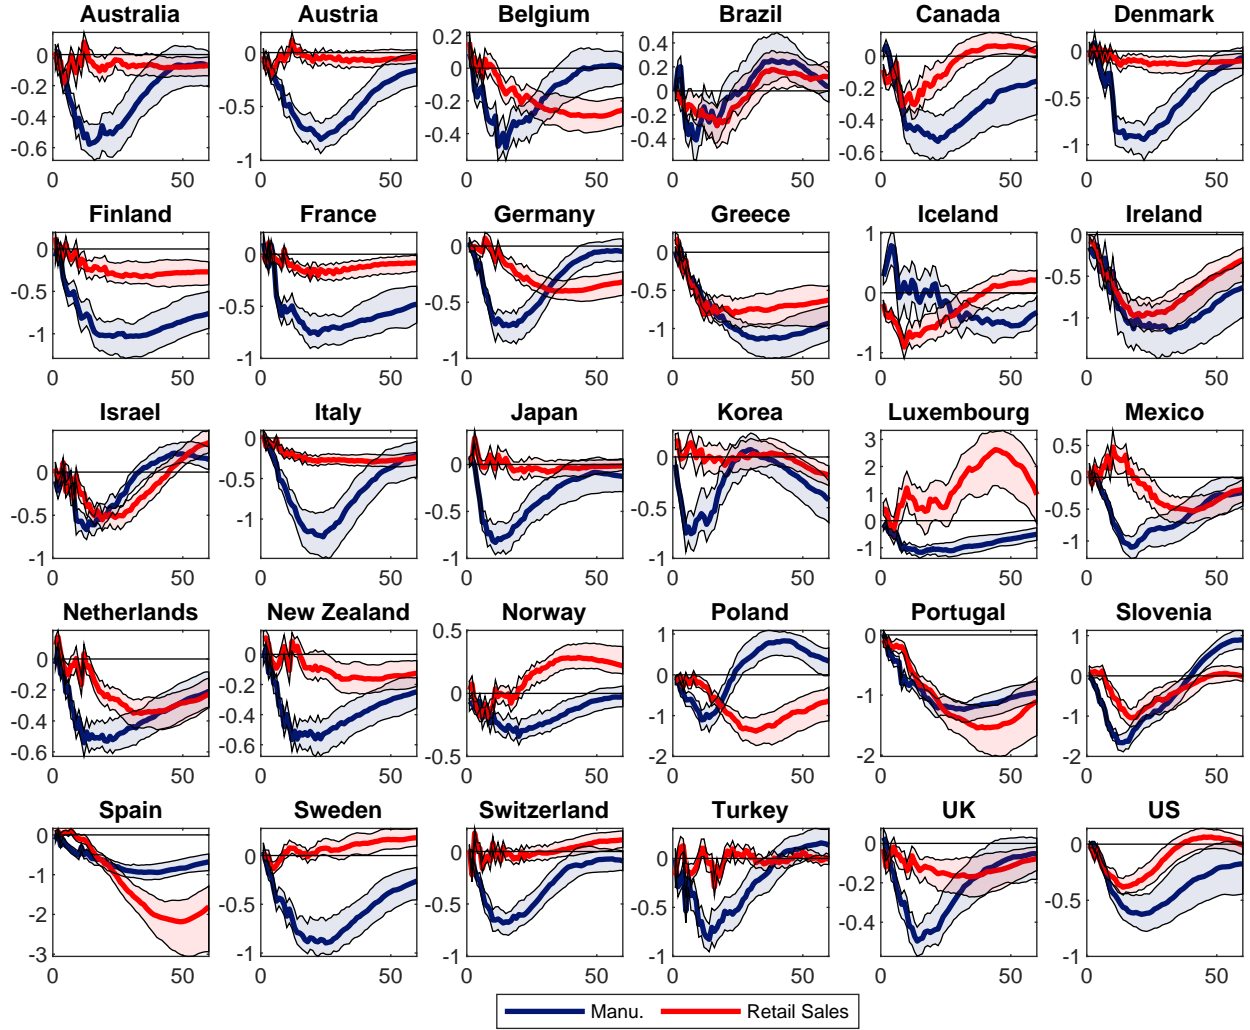 Australia Austria Belgium Brazil Canada Denmark
0 -0.2 -0.4 -0.6 0 50
0 -0.5 -1 0 50
0.2 0 -0.2 -0.4 0 50
0.4 0.2 0 -0.2 -0.4 0 50
0 -0.2 -0.4 -0.6 0 50
0 -0.5 -1 0 50
Finland France Germany Greece Iceland Ireland
0 -0.5 -1 0 50
0 -0.5 -1 0 50
0 -0.5 -1 0 50
0 -0.5 -1 0 50
1 0 -1 0 50
0 -0.5 -1 0 50
Israel Italy Japan Korea Luxembourg Mexico
0 -0.5 -1 0 50
0 -0.5 -1 0 50
0 -0.5 -1 0 50
0 -0.5 -1 0 50
3 2 1 0 -1 0 50
0.5 0 -0.5 -1 0 50
Netherlands New Zealand Norway Poland Portugal Slovenia
0 -0.2 -0.4 -0.6 0 50
0 -0.2 -0.4 -0.6 0 50
0.5 0 -0.5 0 50
1 0 -1 -2 0 50
0 -1 -2 0 50
1 0 -1 -2 0 50
Spain Sweden Switzerland Turkey UK US
0 -1 -2 -3 0 50
0 -0.5 -1 0 50
0 -0.5 -1 0 50
0 -0.5 -1 0 50
0 -0.2 -0.4 0 50
0 -0.5 -1 0 50
Manu. Retail Sales